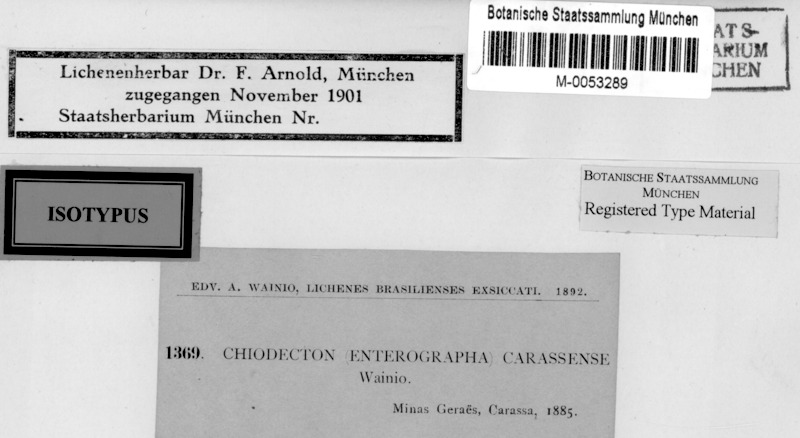 Botanische Staatssammlung München
M-0053289
ATS-
ARIUM
CHEN
Lichenenherbar Dr. F. Arnold, München
zugegangen November 1901
Staatsherbarium München Nr.
ISOTYPUS
BOTANISCHE STAATSSAMMLUNG
MÜNCHEN
Registered Type Material
EDV. A. WAINIO, LICHENES BRASILIENSES EXSICCATI. 1892.
1369. CHIODECTON (ENTEROGRAPHA) CARASSENSE
Wainio.
Minas Geraës, Carassa, 1885.